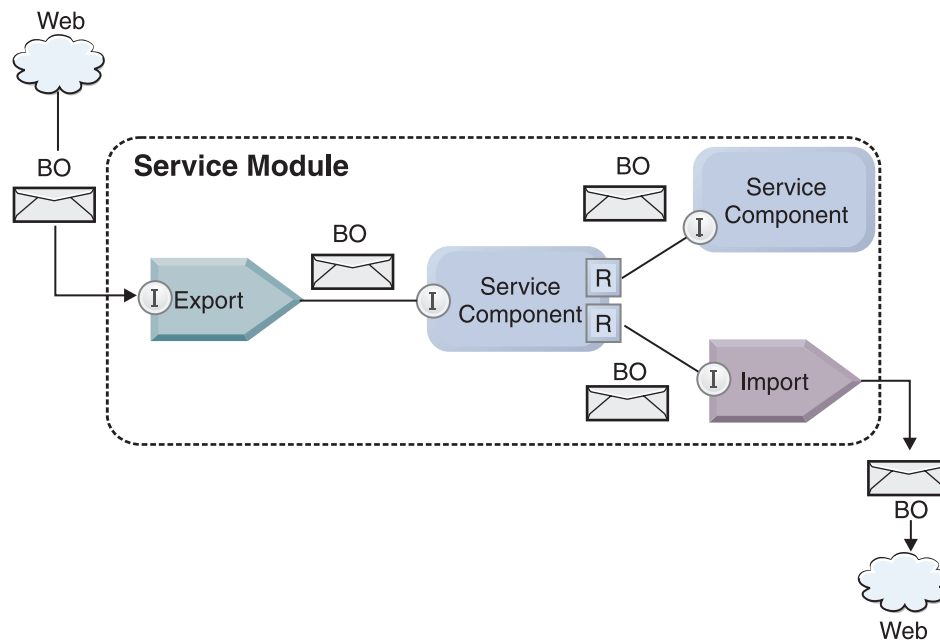 Web
BO
Service Module
BO
Service
Component
I
I
Export
BO
I
Service
Component
R
R
BO
I
Import
BO
Web